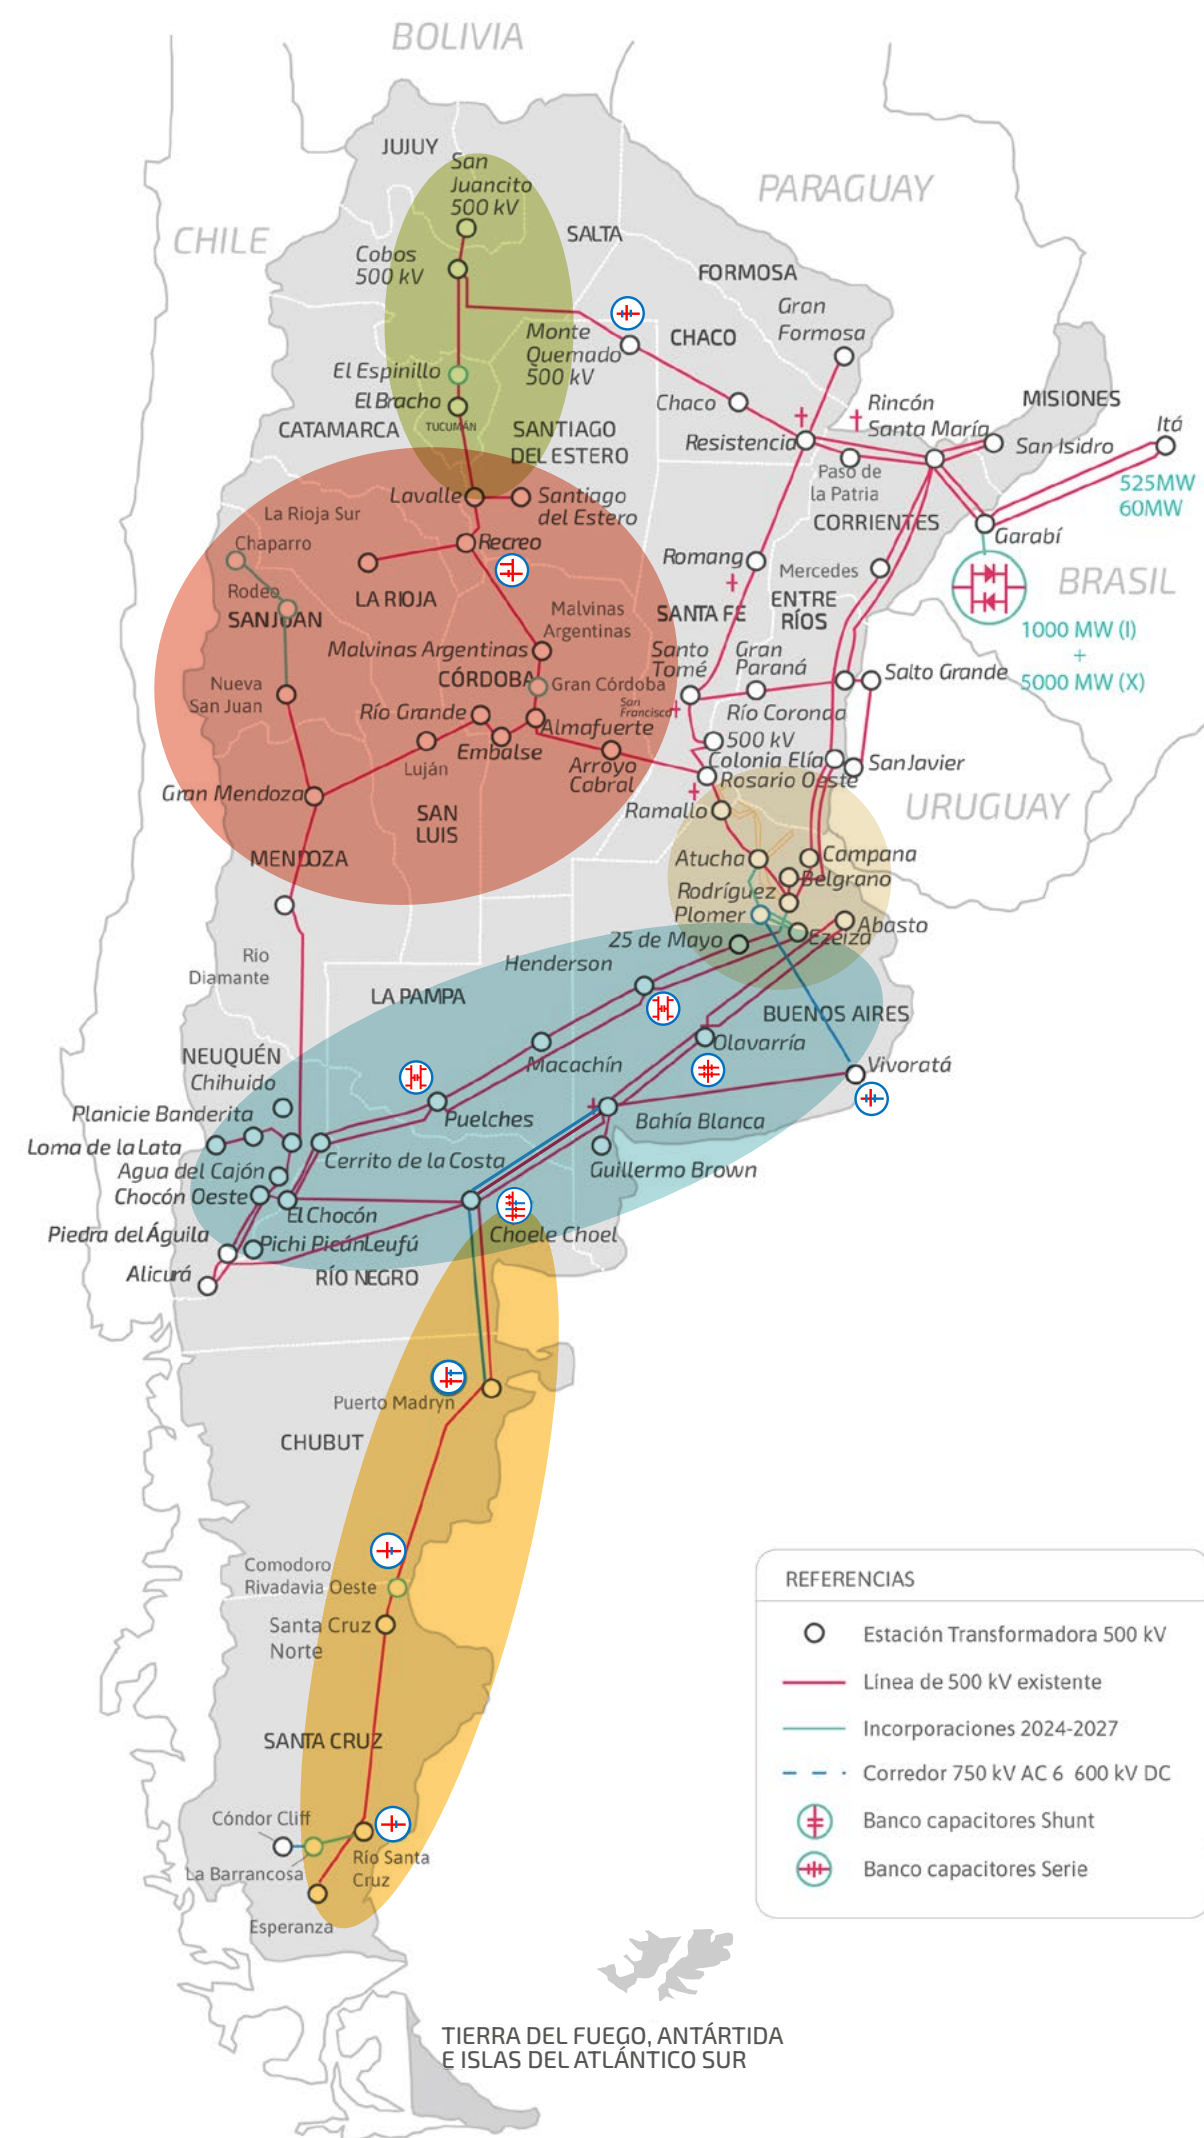 BOLIVIA
JUJUY
San
Juancito
500 kV
PARAGUAY
CHILE
SALTA
Cobos
500 kV
FORMOSA
Gran
Formosa
Monte
Quemado
500 kV
CHACO
El Espinillo
El Bracho
TUCUMÁN
CATAMARCA
SANTIAGO
DEL ESTERO
Chaco
Rincón
Santa María
MISIONES
Resistencia
San Isidro
Itá
Paso de
la Patria
525MW
60MW
Lavalle
Santiago
del Estero
La Rioja Sur
CORRIENTES
Garabí
Chaparro
Recreo
Romang
Mercedes
BRASIL
Rodeo
SAN JUAN
LA RIOJA
Malvinas
Argentinas
SANTA FE
ENTRE
RÍOS
1000 MW (I)
+
5000 MW (X)
Malvinas Argentinas
Santo
Tomé
Gran
Paraná
Salto Grande
CÓRDOBA
Gran Córdoba
Nueva
San Juan
San
Francisco
Río Grande
Río Coronda
500 kV
Almafuerte
Embalse
Luján
Arroyo
Cabral
Colonia Elía
San Javier
Rosario Oeste
Gran Mendoza
SAN
LUIS
Ramallo
URUGUAY
MENDOZA
Atucha
Campana
Belgrano
Rodríguez
Plomer
Abasto
Ezeiza
25 de Mayo
Rio
Diamante
Henderson
LA PAMPA
BUENOS AIRES
Olavarría
NEUQUÉN
Chihuido
Macachín
Vivoratá
Planicie Banderita
Puelches
Bahía Blanca
Loma de la Lata
Cerrito de la Costa
Agua del Cajón
Guillermo Brown
Chocón Oeste
El Chocón
Piedra del Águila
Pichi Picún Leufú
Choele Choel
Alicurá
RÍO NEGRO
Puerto Madryn
CHUBUT
Comodoro
Rivadavia Oeste
Santa Cruz
Norte
SANTA CRUZ
Cóndor Cliff
La Barrancosa
Río Santa
Cruz
Esperanza
REFERENCIAS
Estación Transformadora 500 kV
Línea de 500 kV existente
Incorporaciones 2024-2027
Corredor 750 kV AC 6 600 kV DC
Banco capacitores Shunt
Banco capacitores Serie
TIERRA DEL FUEGO, ANTÁRTIDA
E ISLAS DEL ATLÁNTICO SUR